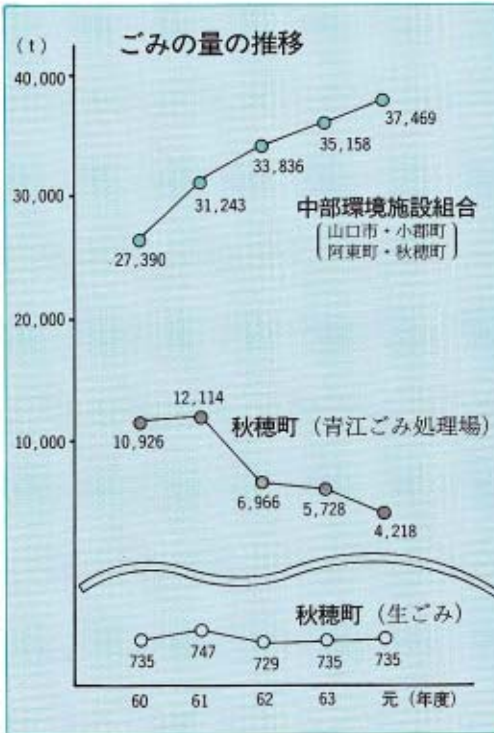 (t)
ごみの量の推移
40,000
37,469
35,158
33,836
31,243
30,000
中部環境施設組合
山口市・小郡町
阿東町・秋穂町
27,390
20,000
12,114
秋穂町(青江ごみ処理場)
10,000
10,926
6,966
5,728
4,218
秋穂町(生ごみ)
735
747
729
735
735
60 61 62 63 元(年度)